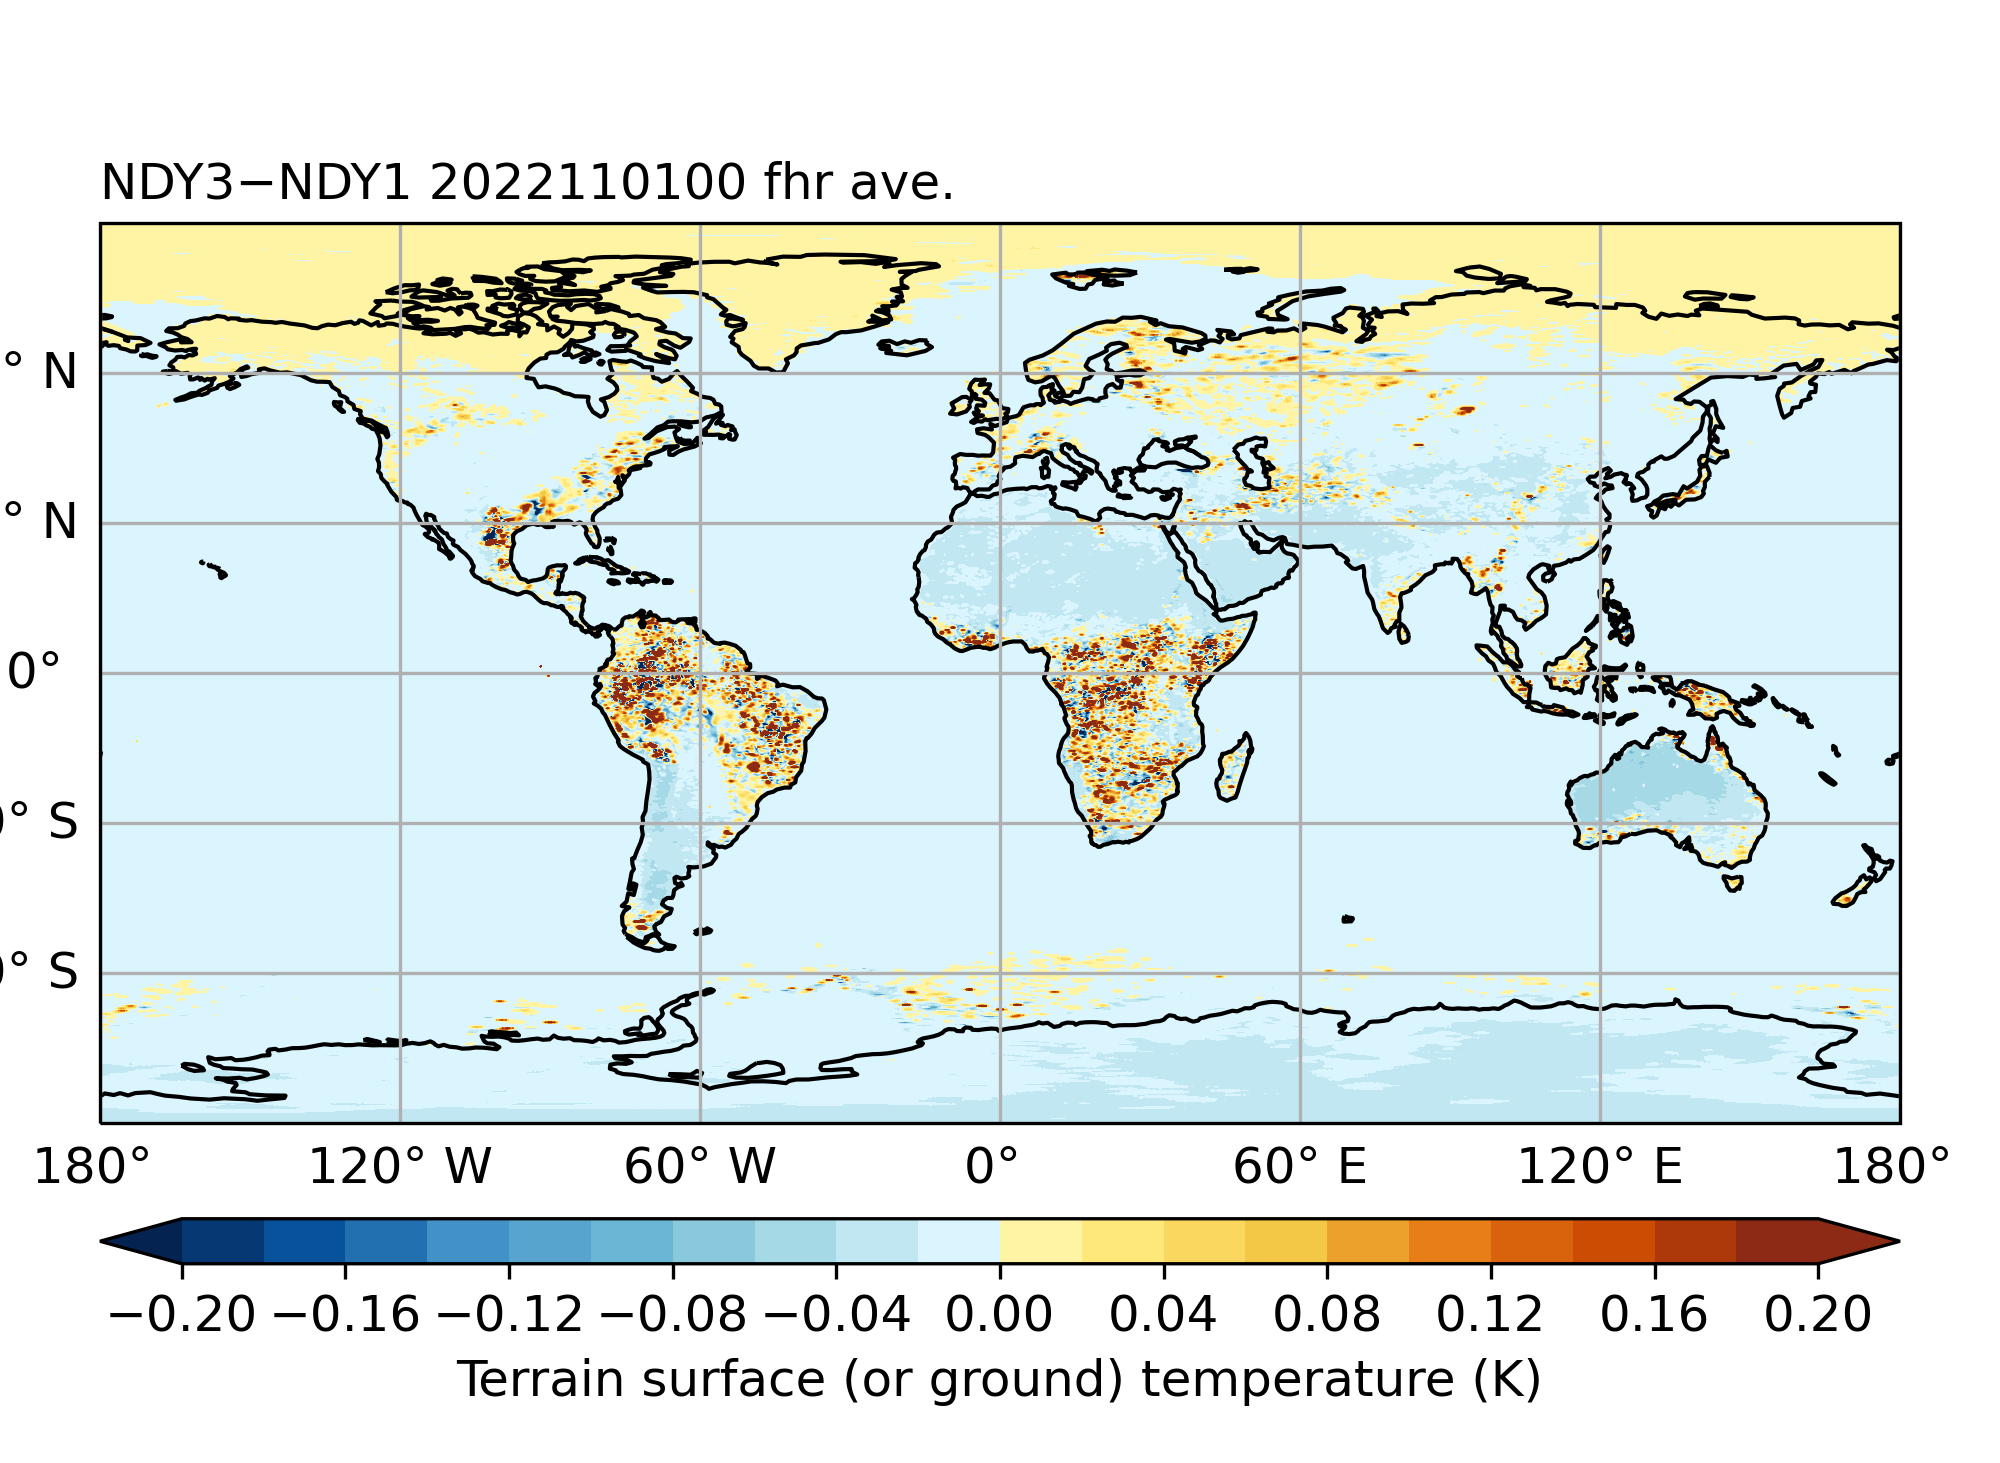 NDY3−NDY1 2022110100 fhr ave.
° N
° N
0°
0° S
0° S
180° 120° W 60° W 0° 60° E 120° E 180°
−0.20 −0.16 −0.12 −0.08 −0.04 0.00 0.04 0.08 0.12 0.16 0.20
Terrain surface (or ground) temperature (K)